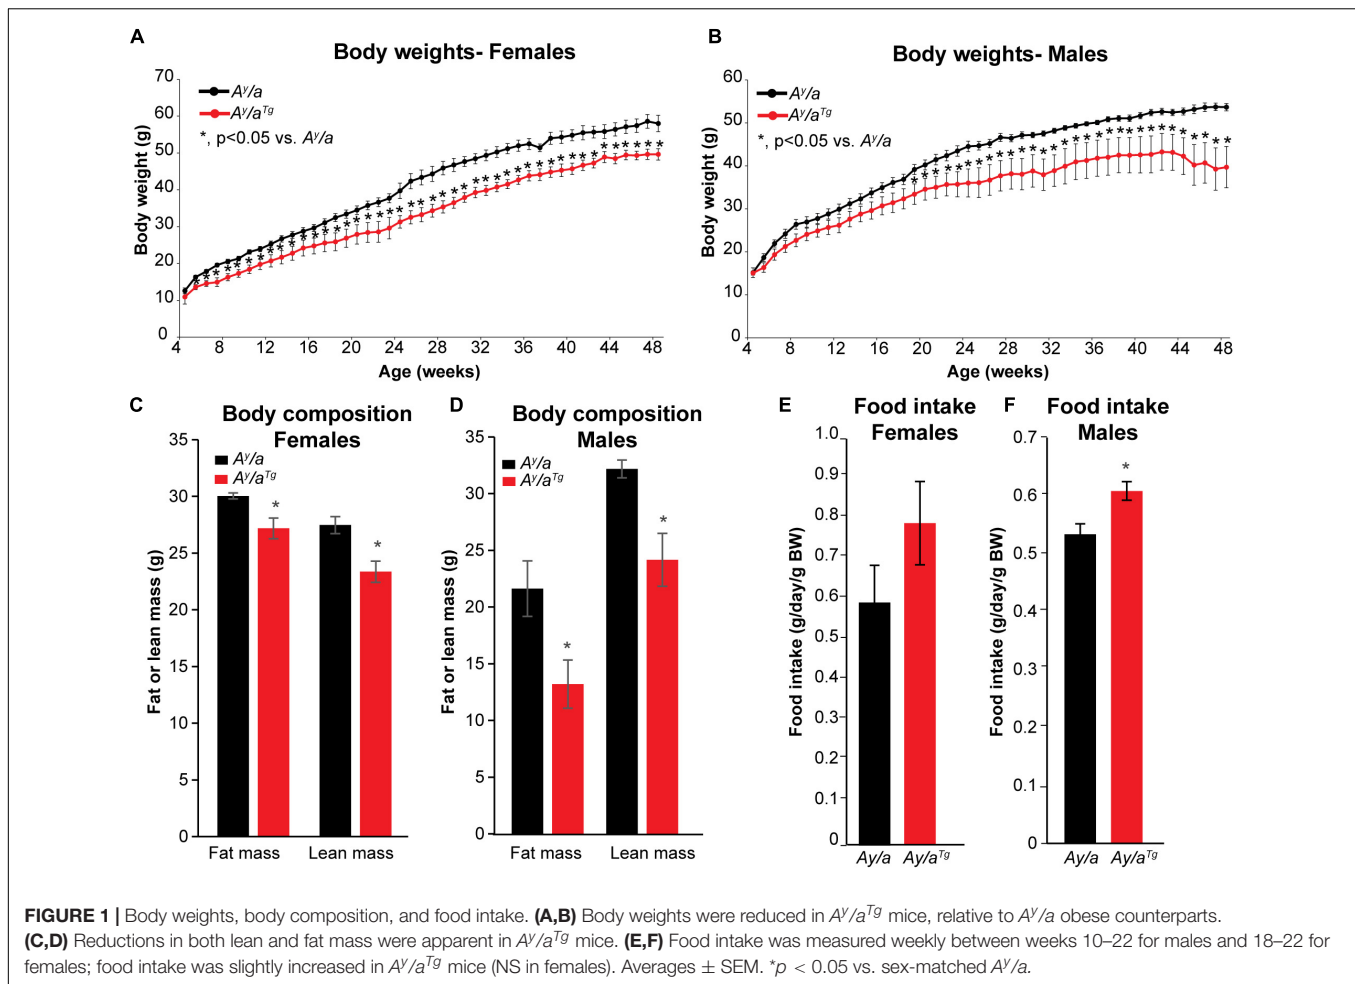 A
Body weights- Females
70
60
50
40
30
20
10
0
Body weight (g)
Aʸ/a
Aʸ/aᵀᵍ
*, p<0.05 vs. Aʸ/a
4 8 12 16 20 24 28 32 36 40 44 48
Age (weeks)
B
Body weights- Males
60
50
40
30
20
10
0
Body weight (g)
Aʸ/a
Aʸ/aᵀᵍ
*, p<0.05 vs. Aʸ/a
4 8 12 16 20 24 28 32 36 40 44 48
Age (weeks)
C
Body composition
Females
35
30
25
20
15
10
5
0
Fat or lean mass (g)
Aʸ/a
Aʸ/aᵀᵍ
*
*
Fat mass Lean mass
D
Body composition
Males
35
30
25
20
15
10
5
0
Fat or lean mass (g)
Aʸ/a
Aʸ/aᵀᵍ
*
*
Fat mass Lean mass
E
Food intake
Females
1.0
0.9
0.8
0.7
0.6
0.5
0.4
0.3
0.2
0.1
0
Food intake (g/day/g BW)
Ay/a Ay/aᵀᵍ
F
Food intake
Males
0.7
0.6
0.5
0.4
0.3
0.2
0.1
0
Food intake (g/day/g BW)
*
Ay/a Ay/aᵀᵍ
FIGURE 1 | Body weights, body composition, and food intake. (A,B) Body weights were reduced in Aʸ/aᵀᵍ mice, relative to Aʸ/a obese counterparts.
(C,D) Reductions in both lean and fat mass were apparent in Aʸ/aᵀᵍ mice. (E,F) Food intake was measured weekly between weeks 10–22 for males and 18–22 for
females; food intake was slightly increased in Aʸ/aᵀᵍ mice (NS in females). Averages ± SEM. *p < 0.05 vs. sex-matched Aʸ/a.